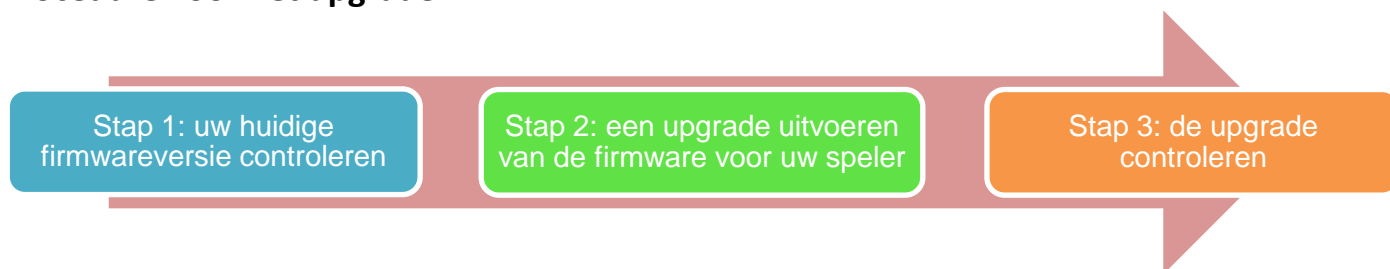 Stap 1: uw huidige
firmwareversie controleren
Stap 2: een upgrade uitvoeren
van de firmware voor uw speler
Stap 3: de upgrade
controleren